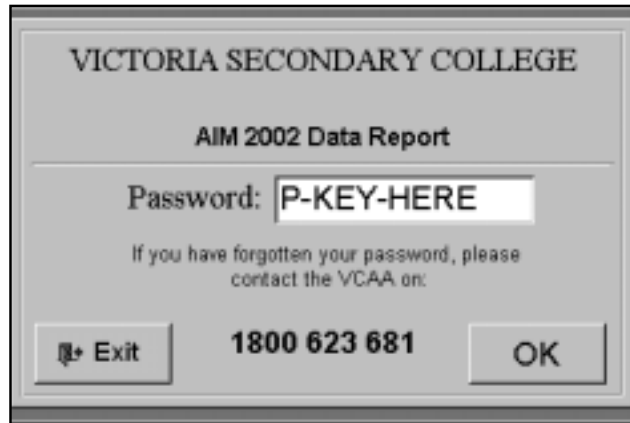 VICTORIA SECONDARY COLLEGE
AIM 2002 Data Report
Password: P-KEY-HERE
If you have forgotten your password, please
contact the VCAA on:
Exit 1800 623 681 OK